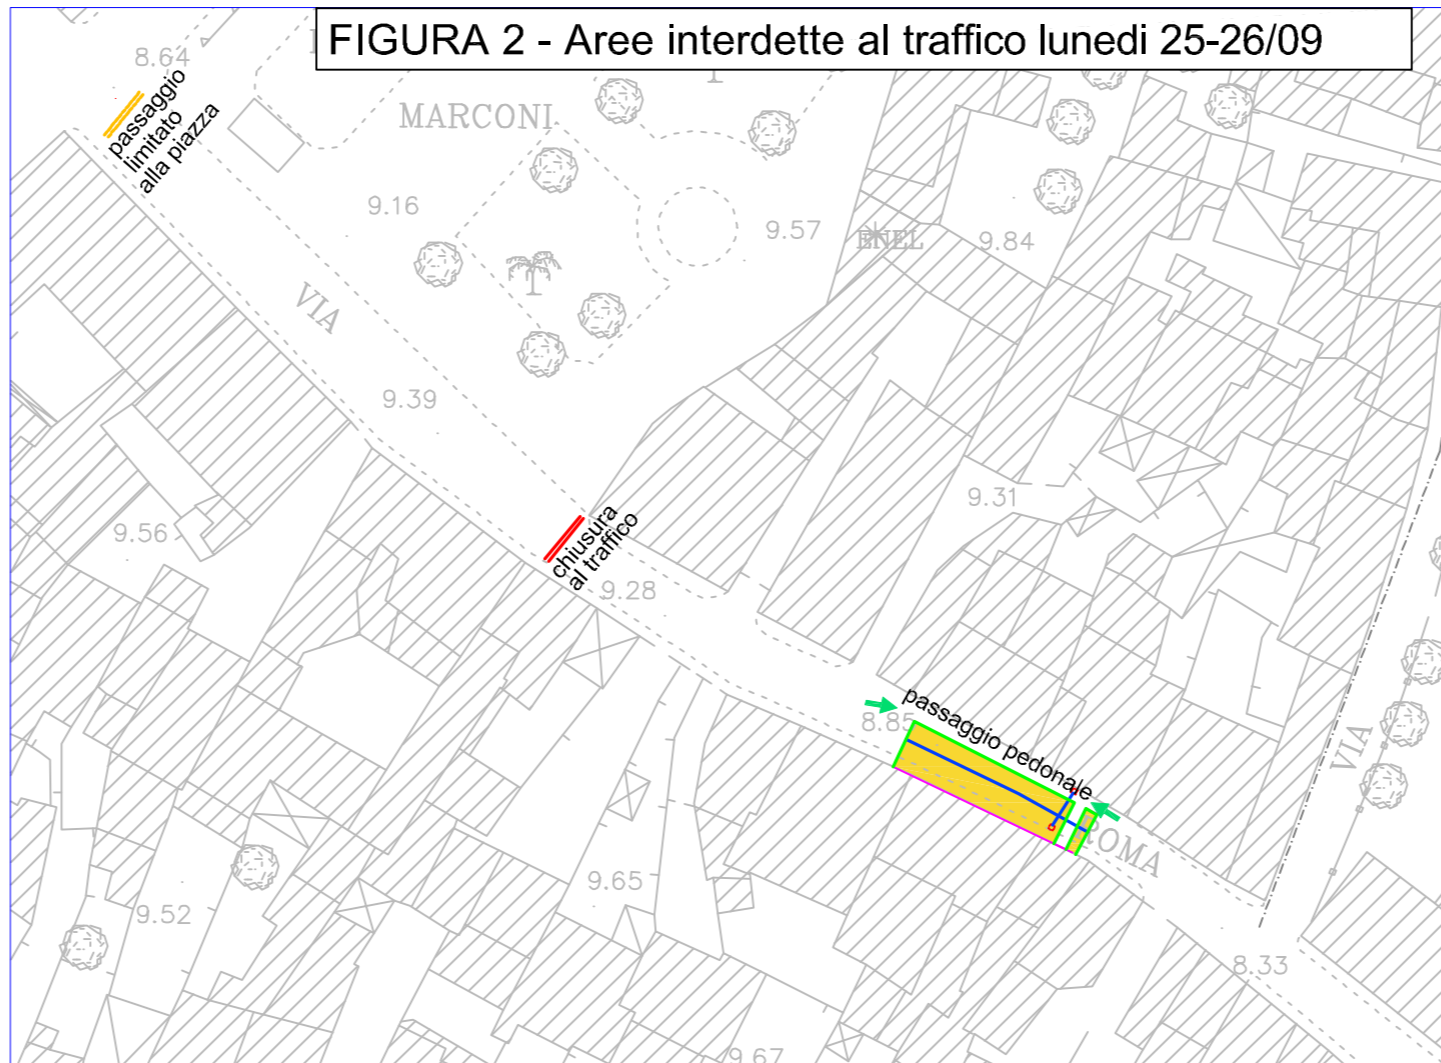 FIGURA 2 - Aree interdette al traffico lunedi 25-26/09
8.64
passaggio
limitato
alla piazza
MARCONI
9.16
9.57
ENEL
9.84
VIA
9.39
9.31
9.56
chiusura
al traffico
9.28
passaggio pedonale
8.85
VIA
ROMA
9.65
9.52
8.33
9.67